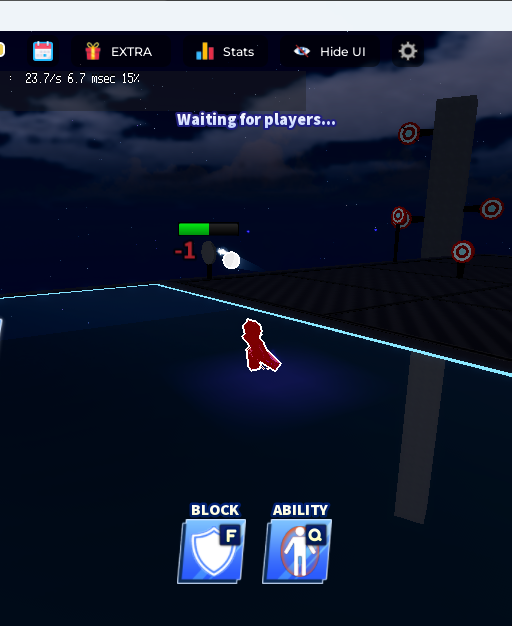 EXTRA Stats Hide UI
: 23.7/s 6.7 msec 15%
Waiting for players...
-1
BLOCK ABILITY
F Q